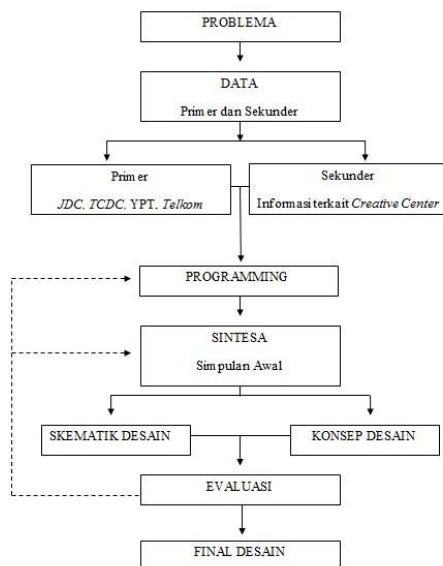 PROBLEMA
DATA
Primer dan Sekunder
Primer
JDC, TCDC, YPT, Telkom
Sekunder
Informasi terkait Creative Center
PROGRAMMING
SINTESA
Simpulan Awal
SKEMATIK DESAIN
KONSEP DESAIN
EVALUASI
FINAL DESAIN